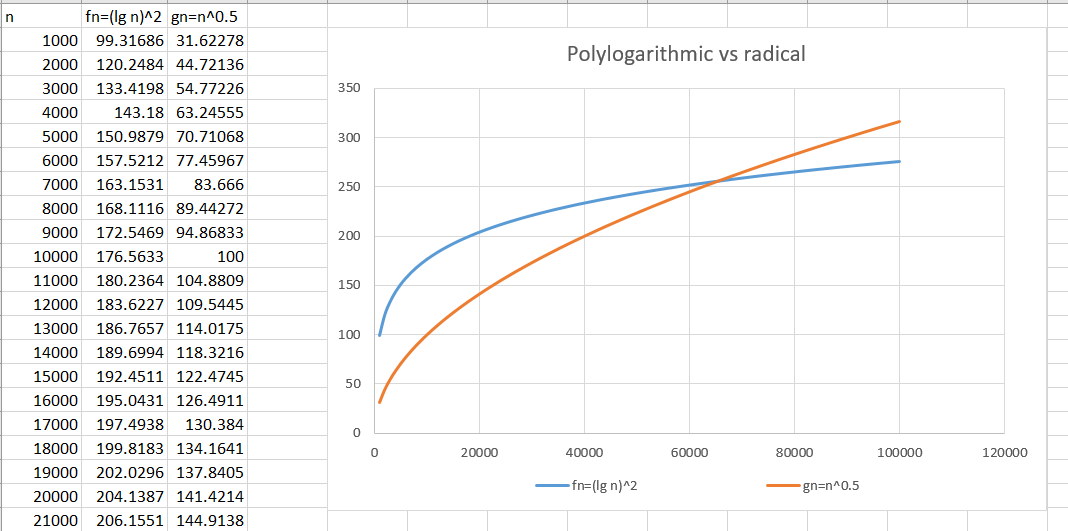 n fn=(lg n)^2 gn=n^0.5
1000 99.31686 31.62278
2000 120.2484 44.72136
3000 133.4198 54.77226
4000 143.18 63.24555
5000 150.9879 70.71068
6000 157.5212 77.45967
7000 163.1531 83.666
8000 168.1116 89.44272
9000 172.5469 94.86833
10000 176.5633 100
11000 180.2364 104.8809
12000 183.6227 109.5445
13000 186.7657 114.0175
14000 189.6994 118.3216
15000 192.4511 122.4745
16000 195.0431 126.4911
17000 197.4938 130.384
18000 199.8183 134.1641
19000 202.0296 137.8405
20000 204.1387 141.4214
21000 206.1551 144.9138
Polylogarithmic vs radical
350
300
250
200
150
100
50
0
0 20000 40000 60000 80000 100000 120000
fn=(lg n)^2 gn=n^0.5